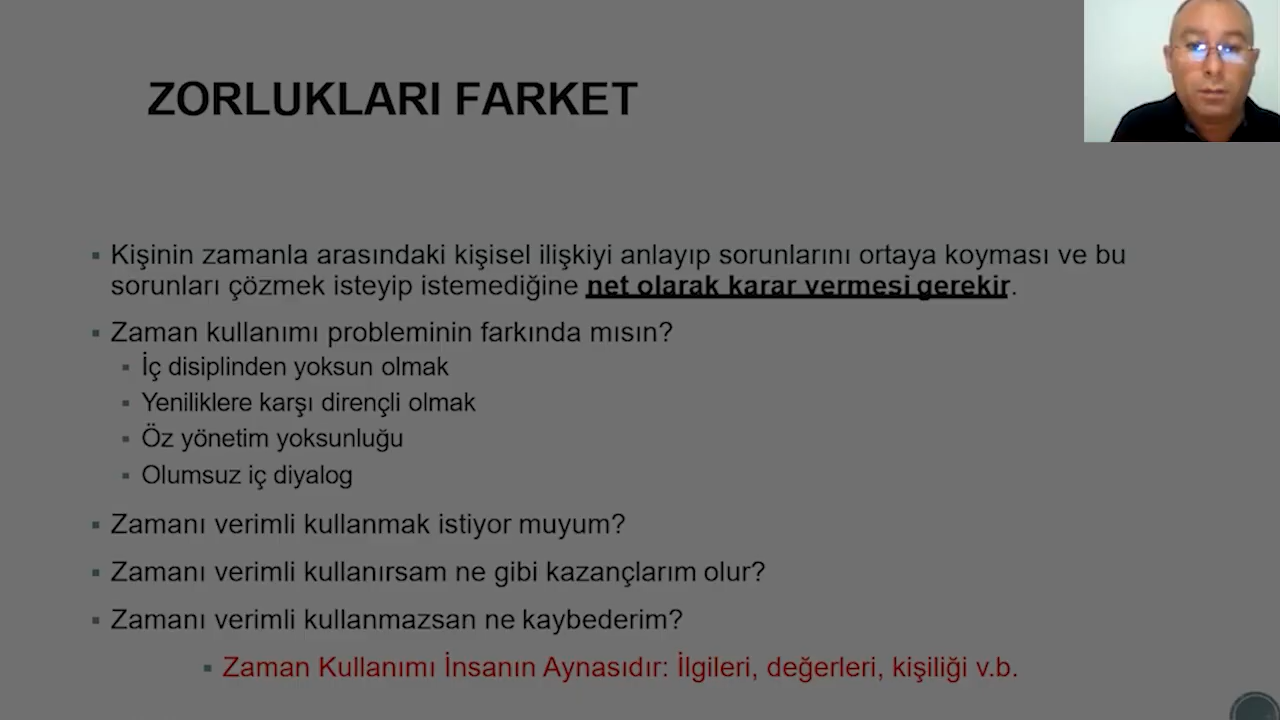 ZORLUKLARI FARKET
▪ Kişinin zamanla arasındaki kişisel ilişkiyi anlayıp sorunlarını ortaya koyması ve bu
sorunları çözmek isteyip istemediğine net olarak karar vermesi gerekir.
▪ Zaman kullanımı probleminin farkında mısın?
▪ İç disiplinden yoksun olmak
▪ Yeniliklere karşı dirençli olmak
▪ Öz yönetim yoksunluğu
▪ Olumsuz iç diyalog
▪ Zamanı verimli kullanmak istiyor muyum?
▪ Zamanı verimli kullanırsam ne gibi kazançlarım olur?
▪ Zamanı verimli kullanmazsan ne kaybederim?
▪ Zaman Kullanımı İnsanın Aynasıdır: İlgileri, değerleri, kişiliği v.b.